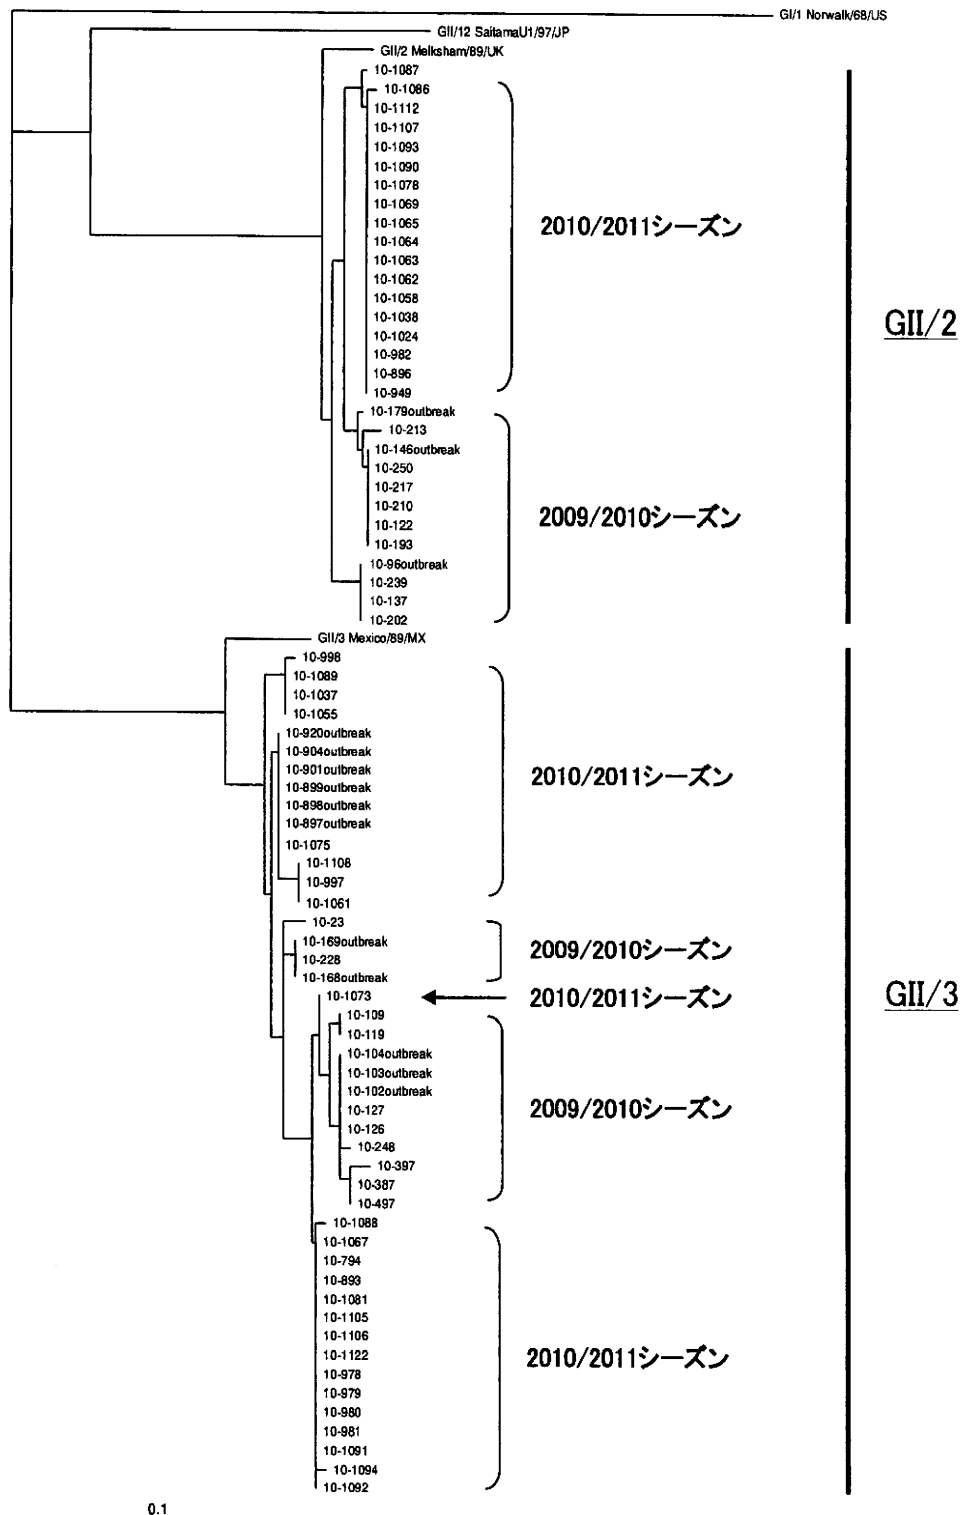 GI/1 Norwalk/68/US
GII/12 SaitamaU1/97/JP
GII/2 Melksham/89/UK
10-1087
10-1086
10-1112
10-1107
10-1093
10-1090
10-1078
10-1069
10-1065
10-1064
10-1063
10-1062
10-1058
10-1038
10-1024
10-982
10-896
10-949
2010/2011シーズン
10-179outbreak
10-213
10-146outbreak
10-250
10-217
10-210
10-122
10-193
10-96outbreak
10-239
10-137
10-202
2009/2010シーズン
GII/2
GII/3 Mexico/89/MX
10-998
10-1089
10-1037
10-1055
10-920outbreak
10-904outbreak
10-901outbreak
10-899outbreak
10-898outbreak
10-897outbreak
10-1075
10-1108
10-997
10-1061
2010/2011シーズン
10-23
10-169outbreak
10-228
10-168outbreak
2009/2010シーズン
10-1073
2010/2011シーズン
10-109
10-119
10-104outbreak
10-103outbreak
10-102outbreak
10-127
10-126
10-248
10-397
10-387
10-497
2009/2010シーズン
10-1088
10-1067
10-794
10-893
10-1081
10-1105
10-1106
10-1122
10-978
10-979
10-980
10-981
10-1091
10-1094
10-1092
2010/2011シーズン
GII/3
0.1